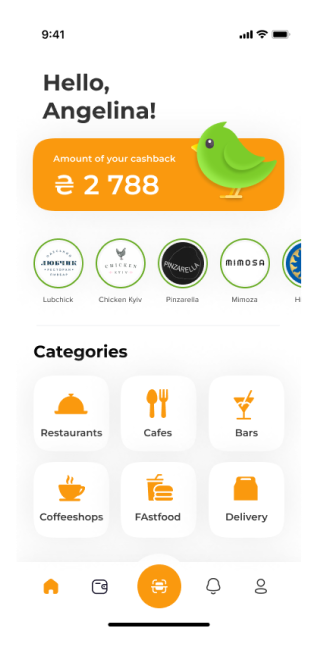 9:41
Hello,
Angelina!
Amount of your cashback
₴ 2 788
ЛЮБЧИК
CHICKEN
KYIV
PINZARELLA
MIMOSA
Lubchick
Chicken Kyiv
Pinzarella
Mimoza
H
Categories
Restaurants
Cafes
Bars
Coffeeshops
FAstfood
Delivery